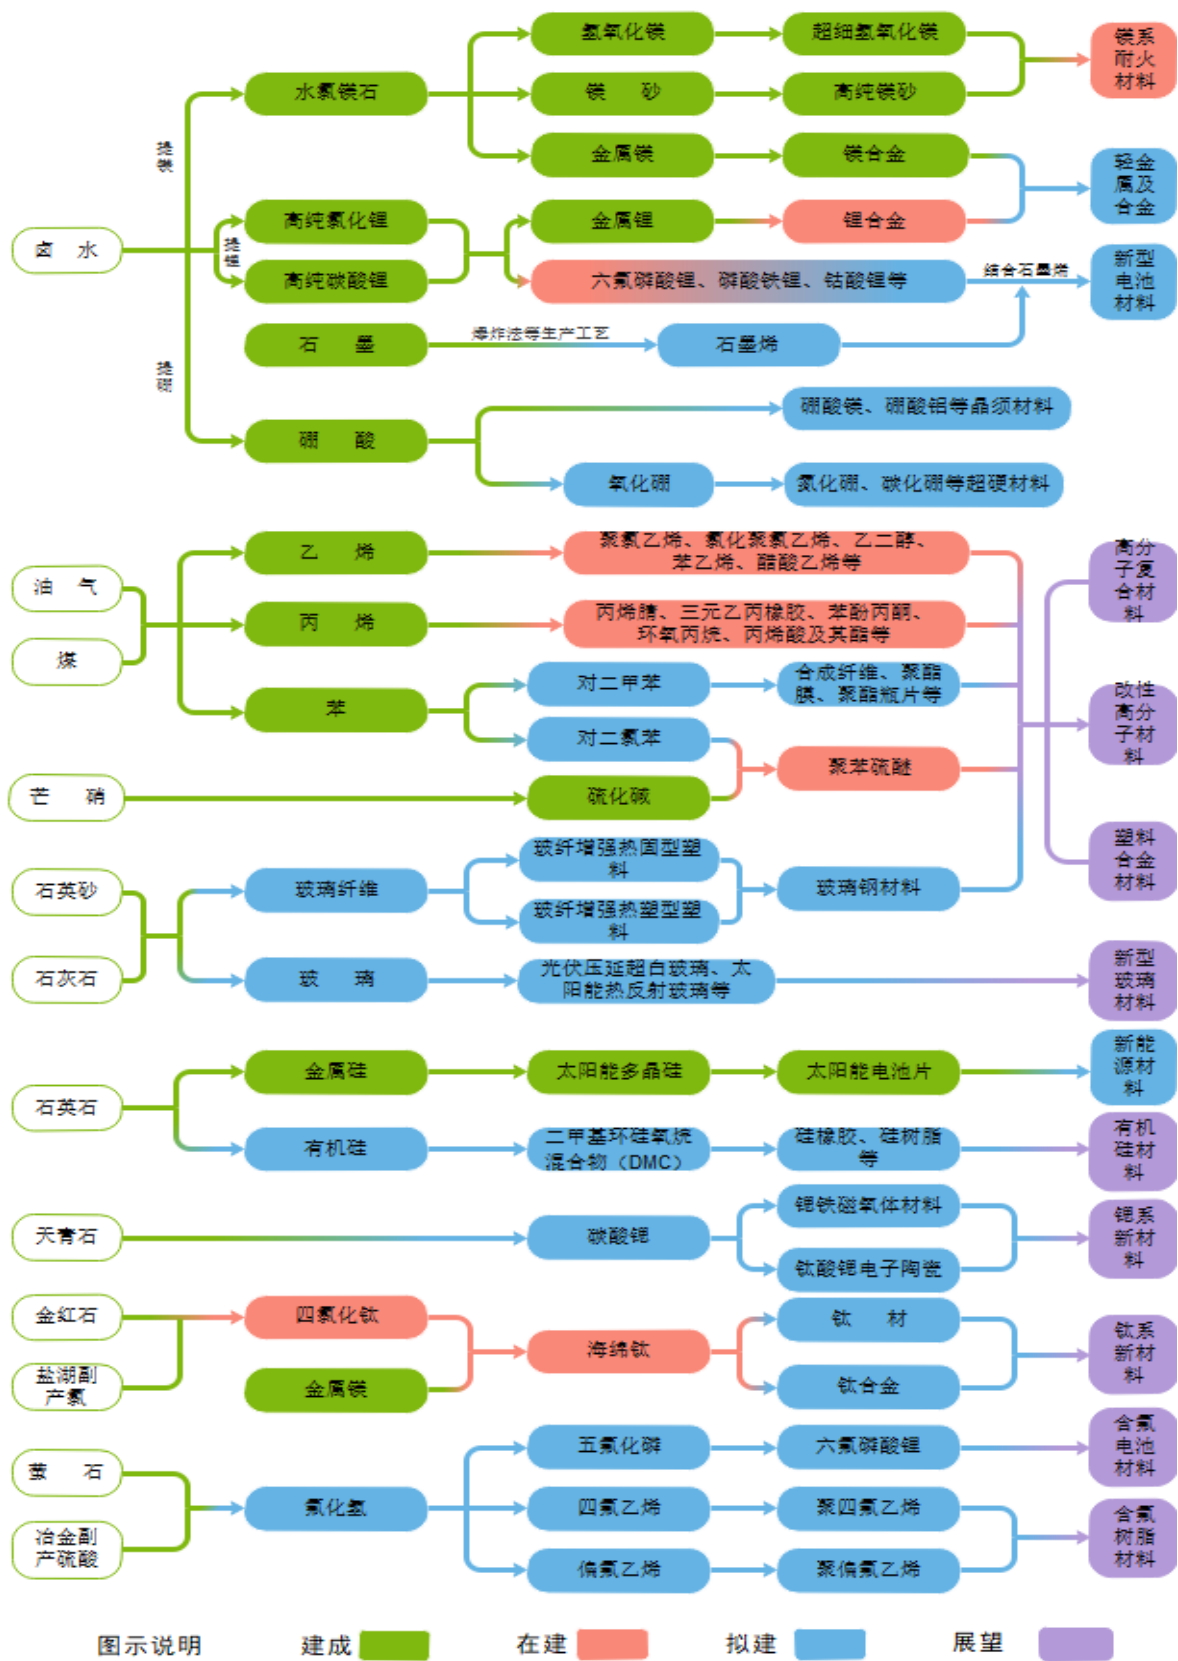 氢氧化镁
超细氢氧化镁
镁系
耐火
材料
水氯镁石
镁 砂
高纯镁砂
提
镁
金属镁
镁合金
轻金
属及
合金
高纯氯化锂
金属锂
锂合金
卤 水
提
锂
高纯碳酸锂
六氟磷酸锂、磷酸铁锂、钴酸锂等
结合石墨烯
新型
电池
材料
石 墨
爆炸法等生产工艺
石墨烯
提
硼
硼酸镁、硼酸铝等晶须材料
硼 酸
氧化硼
氮化硼、碳化硼等超硬材料
乙 烯
聚氯乙烯、氯化聚氯乙烯、乙二醇、
苯乙烯、醋酸乙烯等
高分
子复
合材
料
油 气
丙 烯
丙烯腈、三元乙丙橡胶、苯酚丙酮、
环氧丙烷、丙烯酸及其酯等
煤
对二甲苯
合成纤维、聚酯
膜、聚酯瓶片等
苯
改性
高分
子材
料
对二氯苯
聚苯硫醚
芒 硝
硫化碱
玻纤增强热固型塑
料
塑料
合金
材料
石英砂
玻璃纤维
玻璃钢材料
玻纤增强热塑型塑
料
石灰石
玻 璃
光伏压延超白玻璃、太
阳能热反射玻璃等
新型
玻璃
材料
金属硅
太阳能多晶硅
太阳能电池片
新能
源材
料
石英石
有机硅
二甲基环硅氧烷
混合物（DMC）
硅橡胶、硅树脂
等
有机
硅材
料
锶铁磁氧体材料
天青石
碳酸锶
锶系
新材
料
钛酸锶电子陶瓷
金红石
四氯化钛
钛 材
海绵钛
钛系
新材
料
盐湖副
产氯
金属镁
钛合金
五氟化磷
六氟磷酸锂
含氟
电池
材料
萤 石
氟化氢
四氟乙烯
聚四氟乙烯
含氟
树脂
材料
冶金副
产硫酸
偏氟乙烯
聚偏氟乙烯
图示说明 建成 在建 拟建 展望